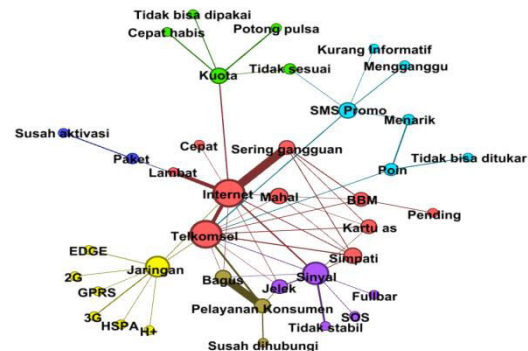 Tidak bisa dipakai
Cepat habis
Potong pulsa
Kuota
Tidak sesuai
Kurang Informatif
Mengganggu
SMS Promo
Menarik
Susah aktivasi
Cepat
Sering gangguan
Paket
Lambat
Poin
Tidak bisa ditukar
Internet
Mahal
BBM
Pending
Telkomsel
Kartu as
EDGE
Simpati
2G
Jaringan
Sinyal
GPRS
Bagus
Jelek
Fullbar
3G
Pelayanan Konsumen
SOS
HSPA
H+
Tidak stabil
Susah dihubungi